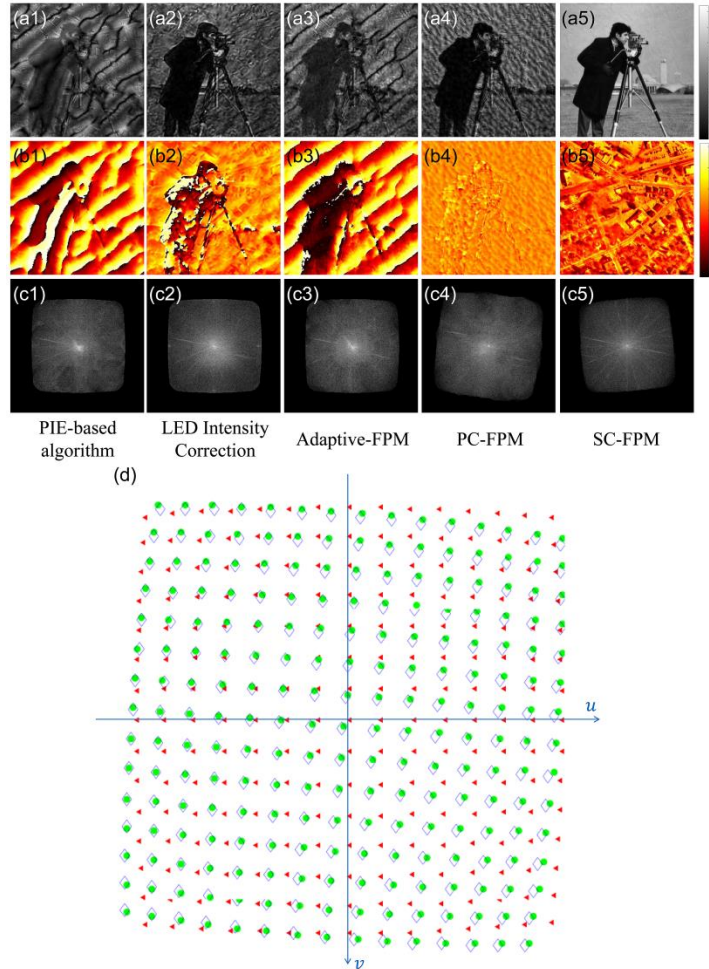 (a1) (a2) (a3) (a4) (a5)
(b1) (b2) (b3) (b4) (b5)
(c1) (c2) (c3) (c4) (c5)
PIE-based algorithm
LED Intensity Correction
Adaptive-FPM
PC-FPM
SC-FPM
(d)
u
v